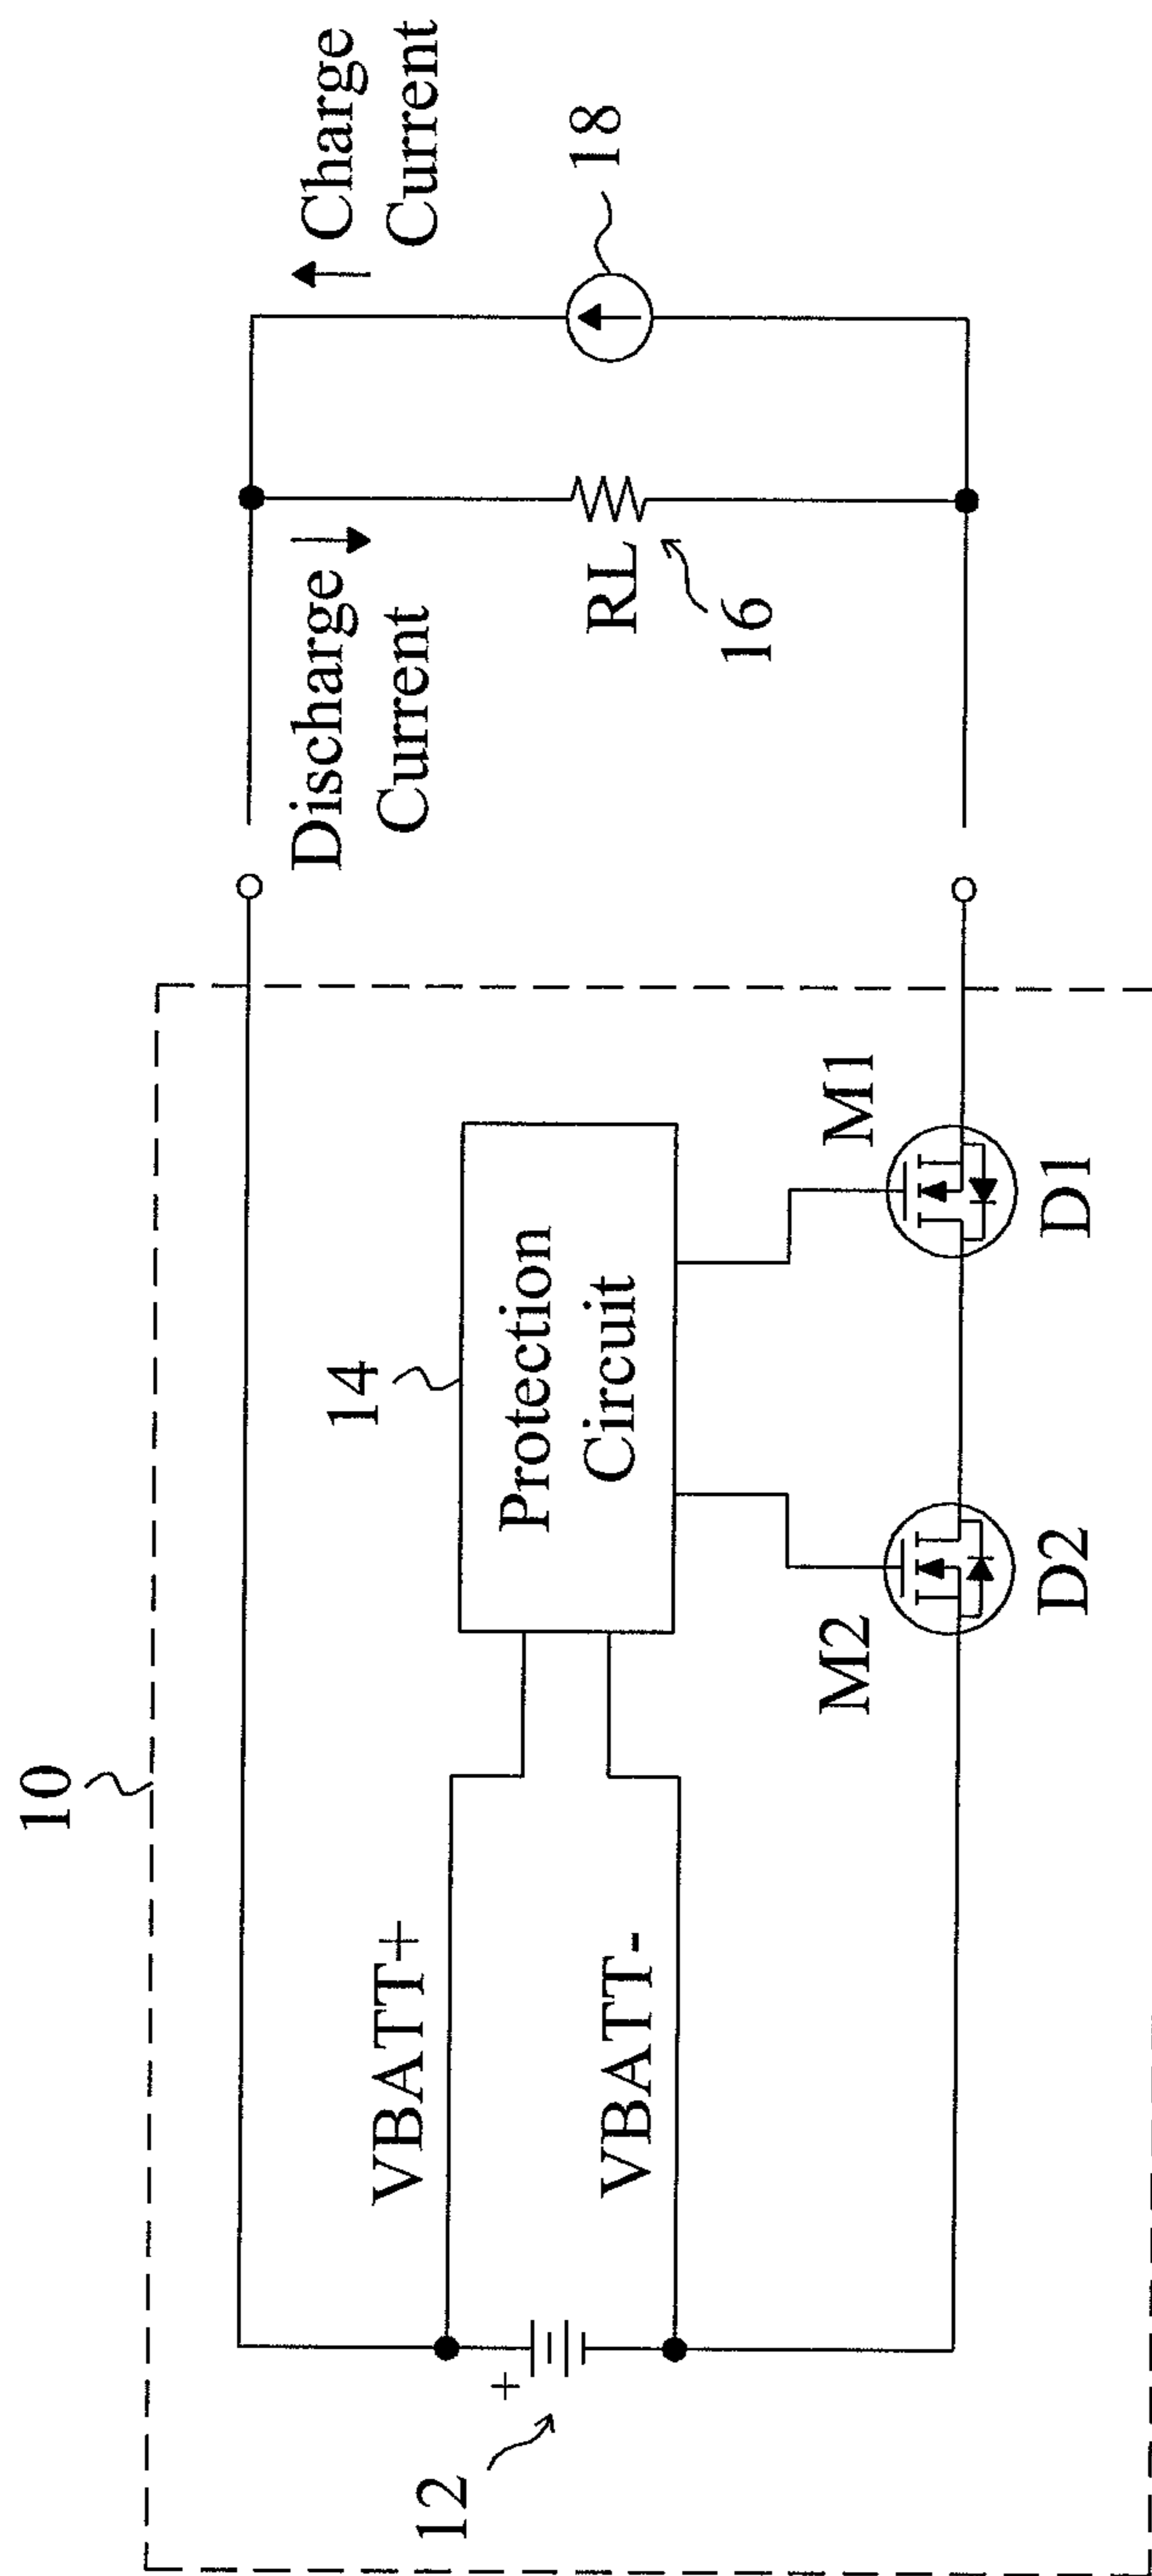 10
12
+
VBATT+
VBATT-
14
Protection
Circuit
M2
D2
M1
D1
Discharge
Current
RL
16
Charge
Current
18